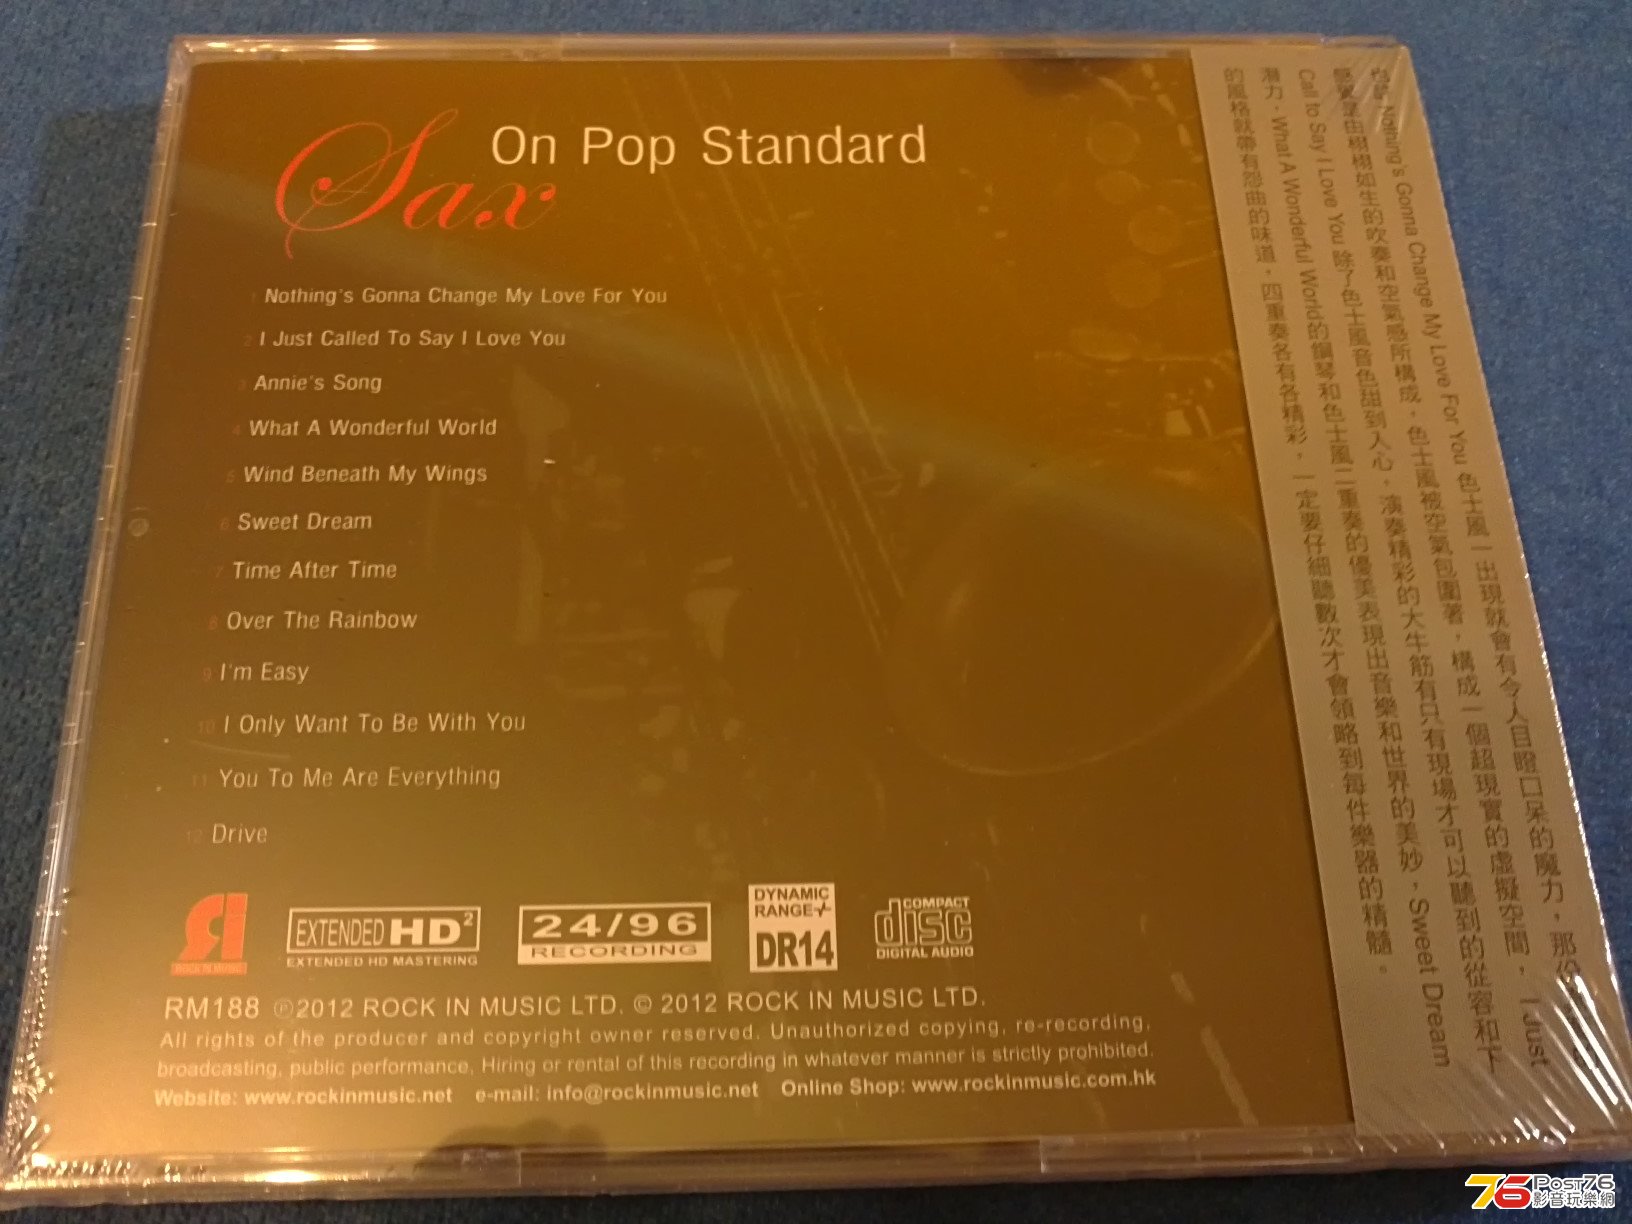 Sax
On Pop Standard
1 Nothing's Gonna Change My Love For You
2 I Just Called To Say I Love You
3 Annie's Song
4 What A Wonderful World
5 Wind Beneath My Wings
6 Sweet Dream
7 Time After Time
8 Over The Rainbow
9 I'm Easy
10 I Only Want To Be With You
11 You To Me Are Everything
12 Drive
ROCK IN MUSIC
EXTENDED HD2
EXTENDED HD MASTERING
24/96
RECORDING
DYNAMIC
RANGE
DR14
COMPACT
disc
DIGITAL AUDIO
RM188 ℗2012 ROCK IN MUSIC LTD. © 2012 ROCK IN MUSIC LTD.
All rights of the producer and copyright owner reserved. Unauthorized copying, re-recording,
broadcasting, public performance, Hiring or rental of this recording in whatever manner is strictly prohibited.
Website: www.rockinmusic.net e-mail: info@rockinmusic.net Online Shop: www.rockinmusic.com.hk
Nothing's Gonna Change My Love For You 色士風一出現就會有令人目瞪口呆的魔力，那份
是由栩栩如生的吹奏和空氣感所構成，色士風被空氣包圍著，構成一個超現實的虛擬空間，I Just
Call to Say I Love You 除了色士風音色甜到入心，演奏精彩的大牛筋有只有現場才可以聽到的從容和下
潛力，What A Wonderful World的鋼琴和色士風二重奏的優美表現出音樂和世界的美妙，Sweet Dream
的風格就帶有怨曲的味道，四重奏各有各精彩，一定要仔細聽數次才會領略到每件樂器的精髓。
76 Post76
影音玩樂網